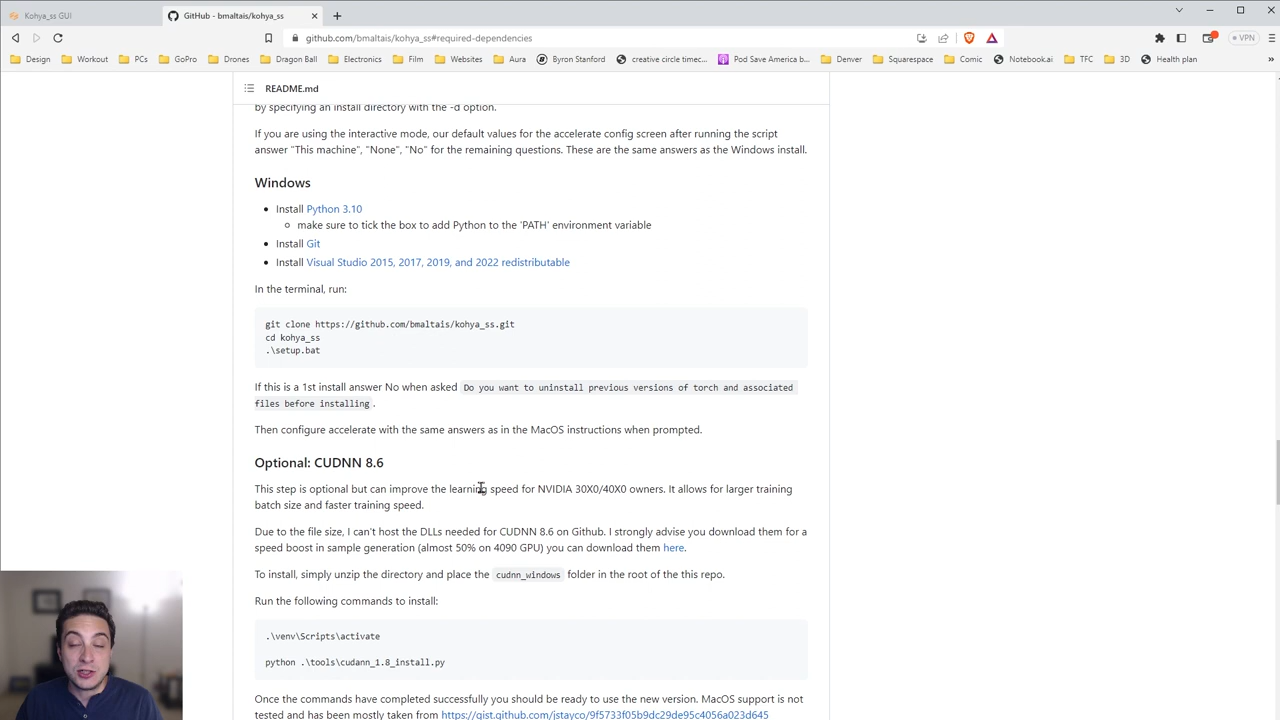 Kohya_ss GUI
GitHub - bmaltais/kohya_ss
github.com/bmaltais/kohya_ss#required-dependencies
VPN
Design Workout PCs GoPro Drones Dragon Ball Electronics Film Websites Aura Byron Stanford creative circle timec... Pod Save America b... Denver Squarespace Comic Notebook.ai TFC 3D Health plan
README.md
by specifying an install directory with the -d option.
If you are using the interactive mode, our default values for the accelerate config screen after running the script
answer "This machine", "None", "No" for the remaining questions. These are the same answers as the Windows install.
Windows
Install Python 3.10
make sure to tick the box to add Python to the 'PATH' environment variable
Install Git
Install Visual Studio 2015, 2017, 2019, and 2022 redistributable
In the terminal, run:
git clone https://github.com/bmaltais/kohya_ss.git
cd kohya_ss
.\setup.bat
If this is a 1st install answer No when asked Do you want to uninstall previous versions of torch and associated
files before installing .
Then configure accelerate with the same answers as in the MacOS instructions when prompted.
Optional: CUDNN 8.6
This step is optional but can improve the learning speed for NVIDIA 30X0/40X0 owners. It allows for larger training
batch size and faster training speed.
Due to the file size, I can't host the DLLs needed for CUDNN 8.6 on Github. I strongly advise you download them for a
speed boost in sample generation (almost 50% on 4090 GPU) you can download them here.
To install, simply unzip the directory and place the cudnn_windows folder in the root of the this repo.
Run the following commands to install:
.\venv\Scripts\activate
python .\tools\cudann_1.8_install.py
Once the commands have completed successfully you should be ready to use the new version. MacOS support is not
tested and has been mostly taken from https://gist.github.com/jstayco/9f5733f05b9dc29de95c4056a023d645